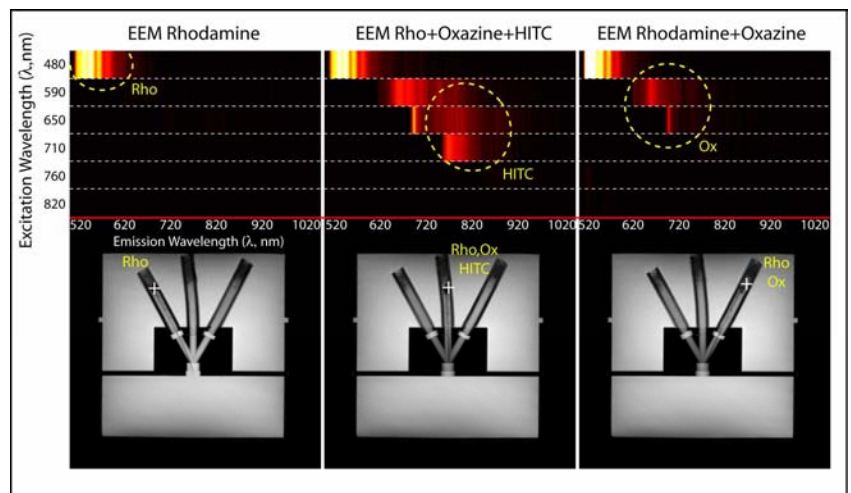 EEM Rhodamine
EEM Rho+Oxazine+HITC
EEM Rhodamine+Oxazine
Excitation Wavelength (λ,nm)
480
590
650
710
760
820
Rho
HITC
Ox
520 620 720 820 920 1020
520 620 720 820 920 1020
520 620 720 820 920 1020
Emission Wavelength (λ, nm)
Rho
Rho,Ox
HITC
Rho
Ox